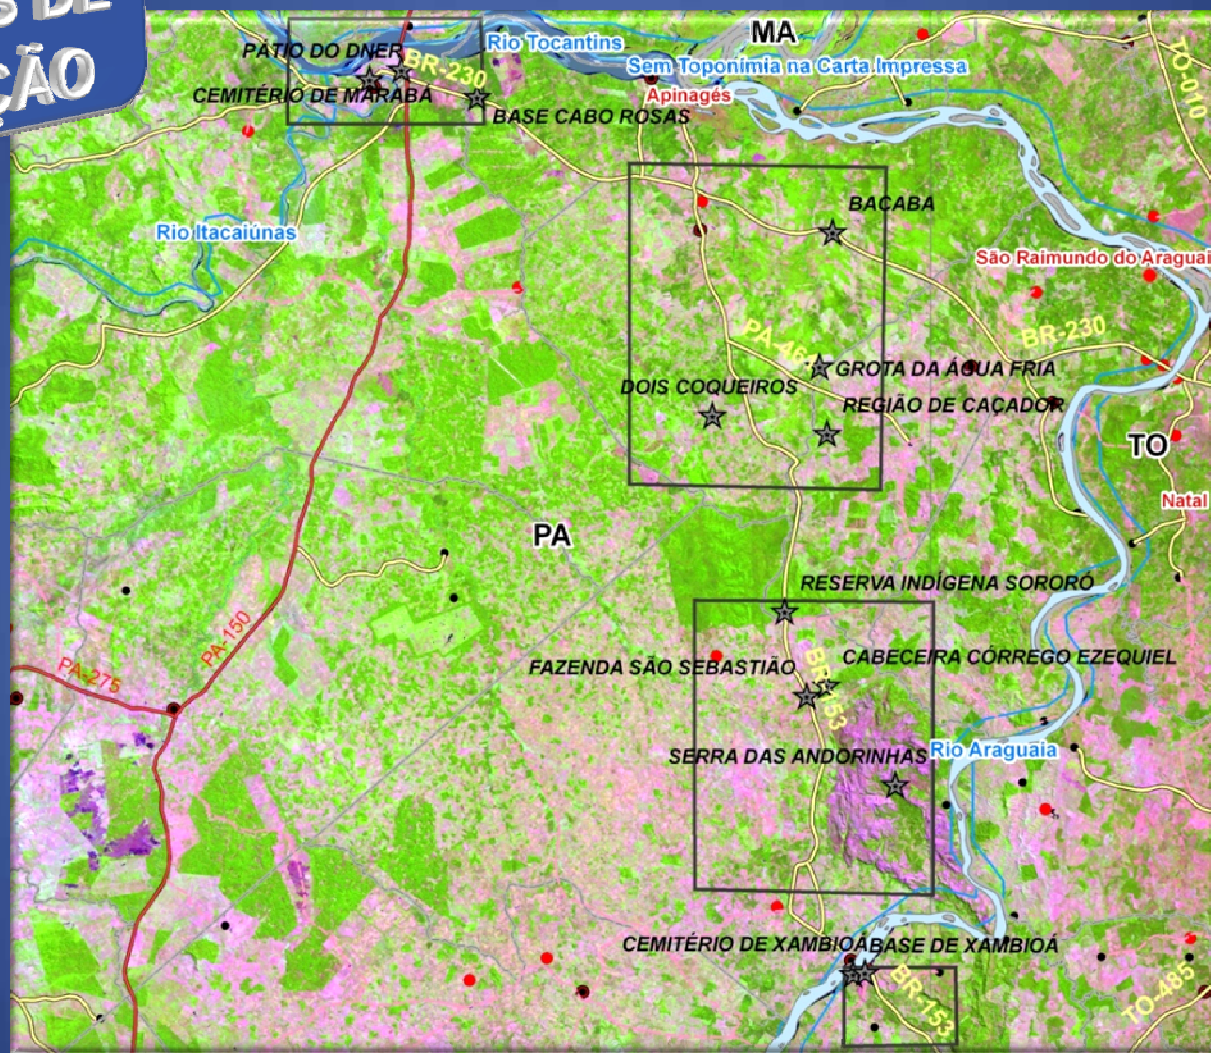 S DE
ÇÃO
MA
PÁTIO DO DNER
Rio Tocantins
BR-230
Sem Toponímia na Carta Impressa
TO-010
CEMITÉRIO DE MARABÁ
Apinagés
BASE CABO ROSAS
BACABA
Rio Itacaiúnas
São Raimundo do Araguai
BR-230
GROTA DA ÁGUA FRIA
DOIS COQUEIROS
REGIÃO DE CAÇADOR
TO
Natal
PA
RESERVA INDÍGENA SORORÓ
PA-150
CABECEIRA CÓRREGO EZEQUIEL
FAZENDA SÃO SEBASTIÃO
PA-275
BR-153
SERRA DAS ANDORINHAS
Rio Araguaia
CEMITÉRIO DE XAMBIOÁ
BASE DE XAMBIOÁ
BR-153
TO-485